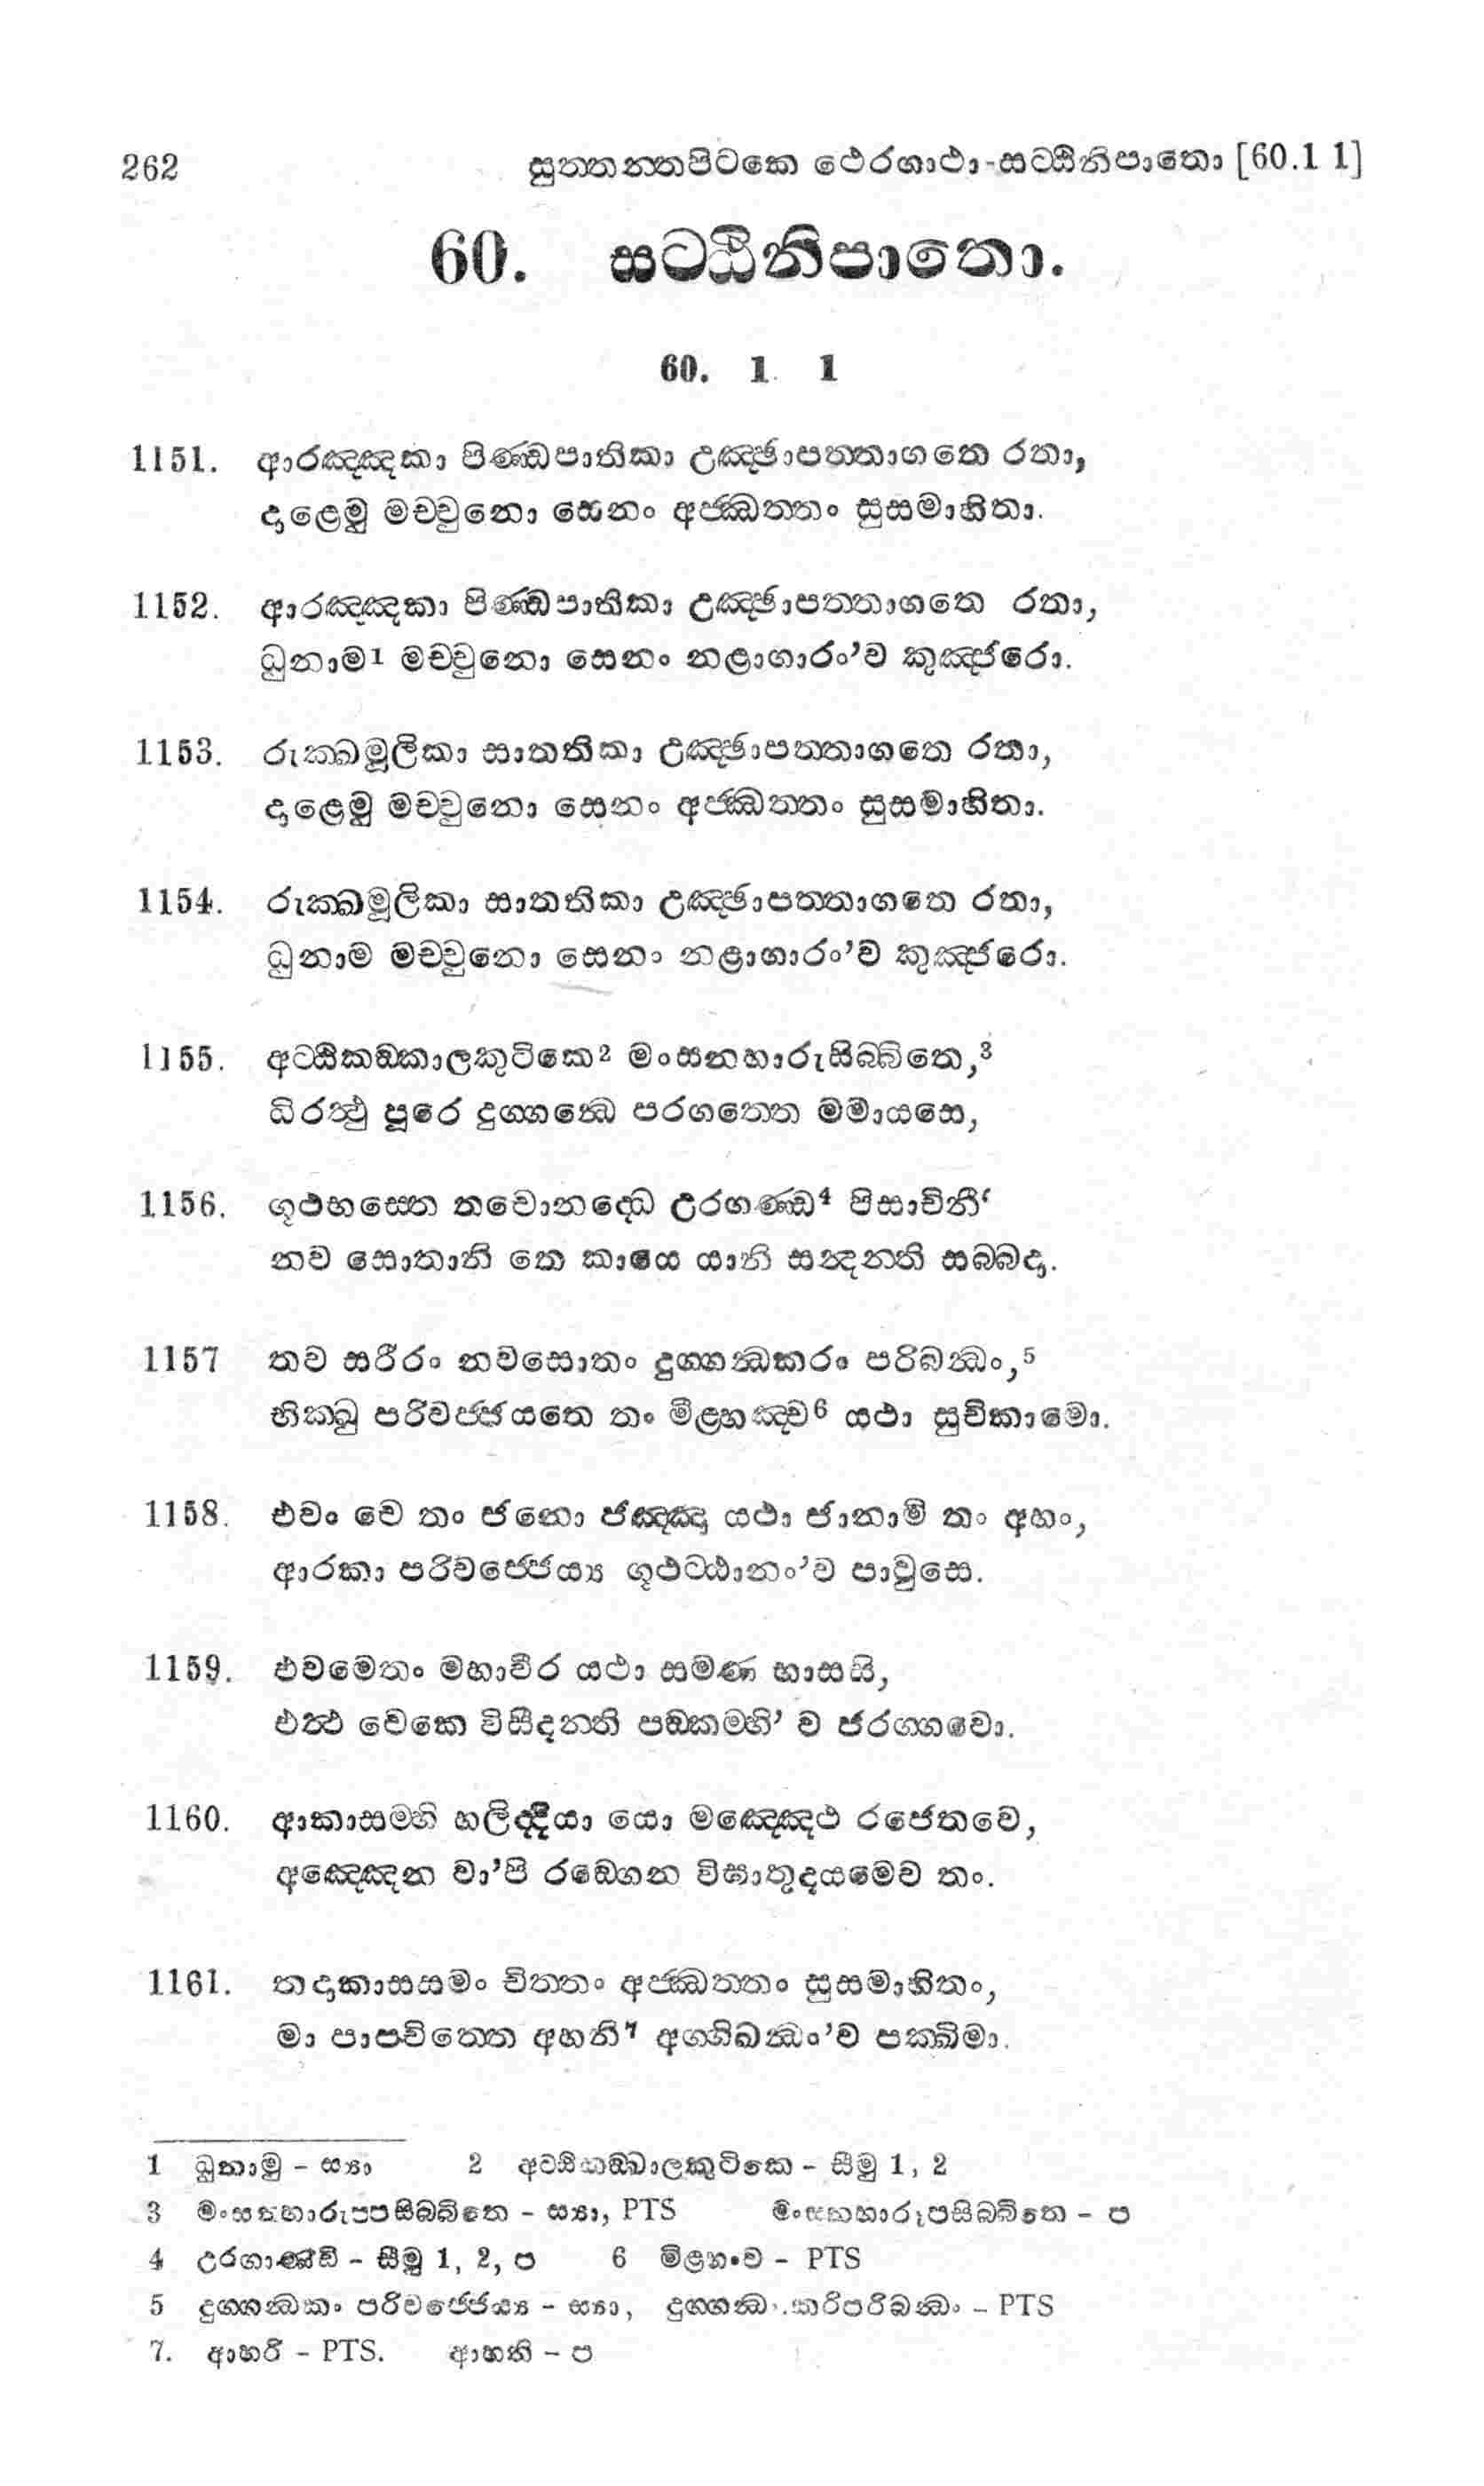 262 සුත්තන්තපිටකෙ ථෙරගාථා-සට්ඨිනිපාතො [60.1 1]
60. සට්ඨිනිපාතො.
60. 1 1
1151. ආරඤ්ඤකා පිණ්ඩපාතිකා උඤ්ඡාපත්තාගතෙ රතා,
දාළෙමු මච්චුනො සෙනං අජ්ඣත්තං සුසමාහිතා.
1152. ආරඤ්ඤකා පිණ්ඩපාතිකා උඤ්ඡාපත්තාගතෙ රතා,
ධුනාම1 මච්චුනො සෙනං නළාගාරං'ව කුඤ්ජරො.
1153. රුක්ඛමූලිකා සාතතිකා උඤ්ඡාපත්තාගතෙ රතා,
දාළෙමු මච්චුනො සෙනං අජ්ඣත්තං සුසමාහිතා.
1154. රුක්ඛමූලිකා සාතතිකා උඤ්ඡාපත්තාගතෙ රතා,
ධුනාම මච්චුනො සෙනං නළාගාරං'ව කුඤ්ජරො.
1155. අට්ඨිකඞ්කාලකුටිකෙ2 මංසනහාරුසිබ්බිතෙ,3
ධිරත්ථු පූරෙ දුග්ගන්ධෙ පරගත්තෙ මමායසෙ,
1156. ගූථභස්තෙ තචොනද්ධෙ උරගණ්ඩ4 පිසාචිනී
නව සොතානි තෙ කායෙ යානි සන්දන්ති සබ්බදා.
1157 තව සරීරං නවසොතං දුග්ගන්ධකරං පරිබන්ධං,5
භික්ඛු පරිවජ්ජයතෙ තං මීළ්හඤ්ච6 යථා සුචිකාමො.
1158. එවං චෙ තං ජනො ජඤ්ඤා යථා ජානාමි තං අහං,
ආරකා පරිවජ්ජෙය්‍ය ගූථට්ඨානං'ව පාවුසෙ.
1159. එවමෙතං මහාවීර යථා සමණ භාසසි,
එත්ථ චෙකෙ විසීදන්ති පඞ්කම්හි' ව ජරග්ගවො.
1160. ආකාසම්හි හලිද්දියා යො මඤ්ඤෙථ රජෙතවෙ,
අඤ්ඤෙන වා'පි රඞ්ගෙන විඝාතුදයමෙව තං.
1161. තදාකාසසමං චිත්තං අජ්ඣත්තං සුසමාහිතං,
මා පාපචිත්තෙ අහනි7 අග්ගිඛන්ධං'ව පක්ඛිමා.
1 ධුනාමු - ස්‍යා 2 අට්ඨිකඞ්ඛාලකුටිකෙ - සීමු 1, 2
3 මංසනහාරුප්පසිබ්බිතෙ - ස්‍යා, PTS මංසනහාරූපසිබ්බිතෙ - ප
4 උරගාණ්ඩි - සීමු 1, 2, ප 6 මිළ්හංව - PTS
5 දුග්ගන්ධකං පරිවජ්ජෙය්‍ය - ස්‍යා, දුග්ගන්ධ.කරිපරිබන්ධං - PTS
7. ආහරි - PTS. ආහති - ප